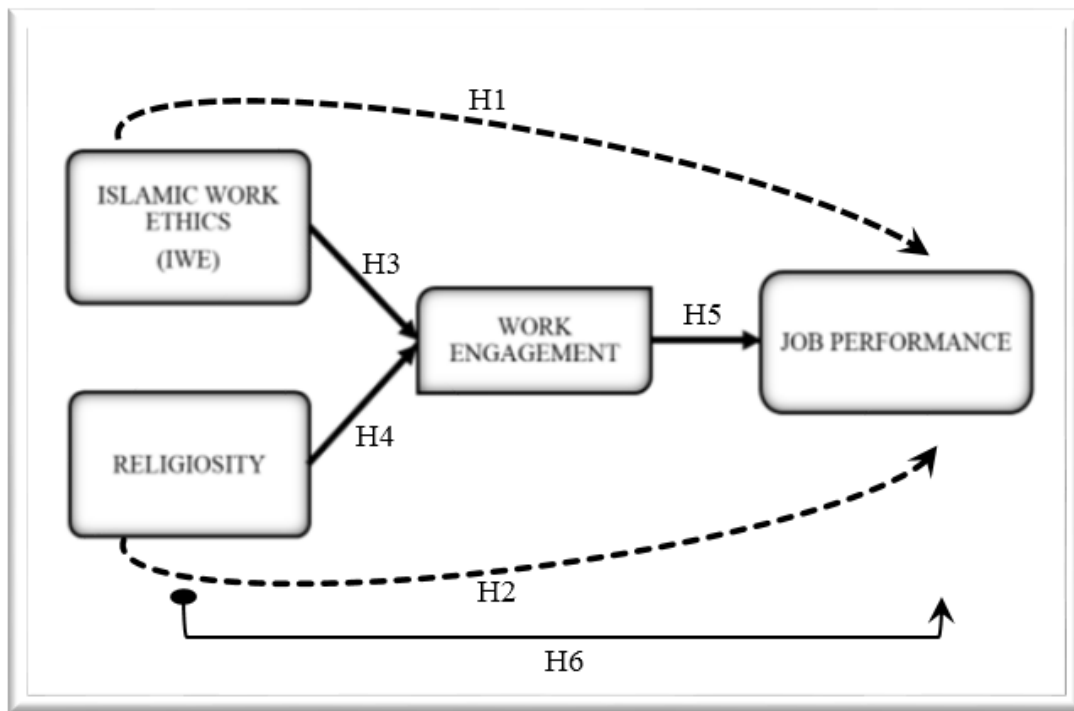 H1
ISLAMIC WORK
ETHICS
(IWE)
H3
WORK
ENGAGEMENT
H5
JOB PERFORMANCE
H4
RELIGIOSITY
H2
H6